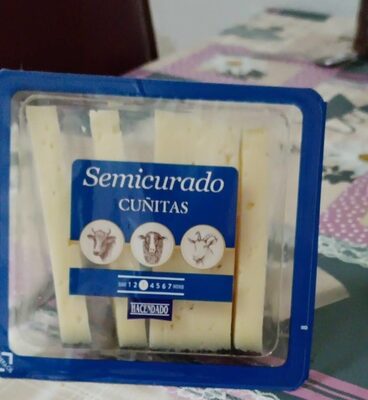 Semicurado
CUÑITAS
1 2 4 5 6 7
HACENDADO